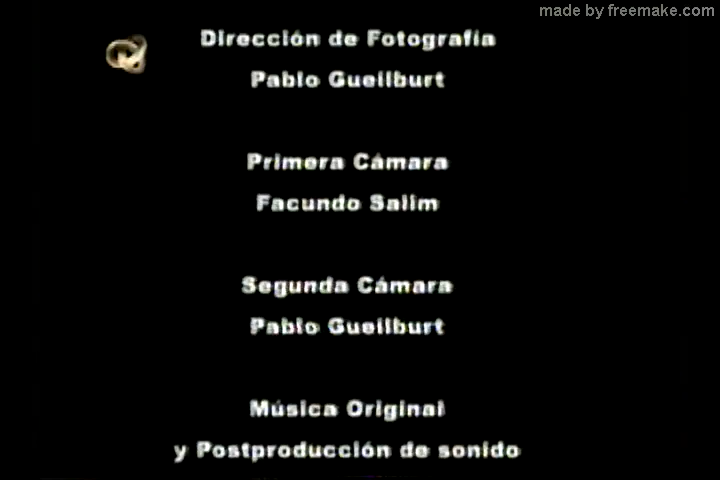 made by freemake.com
Dirección de Fotografía
Pablo Gueilburt
Primera Cámara
Facundo Salim
Segunda Cámara
Pablo Gueilburt
Música Original
y Postproducción de sonido